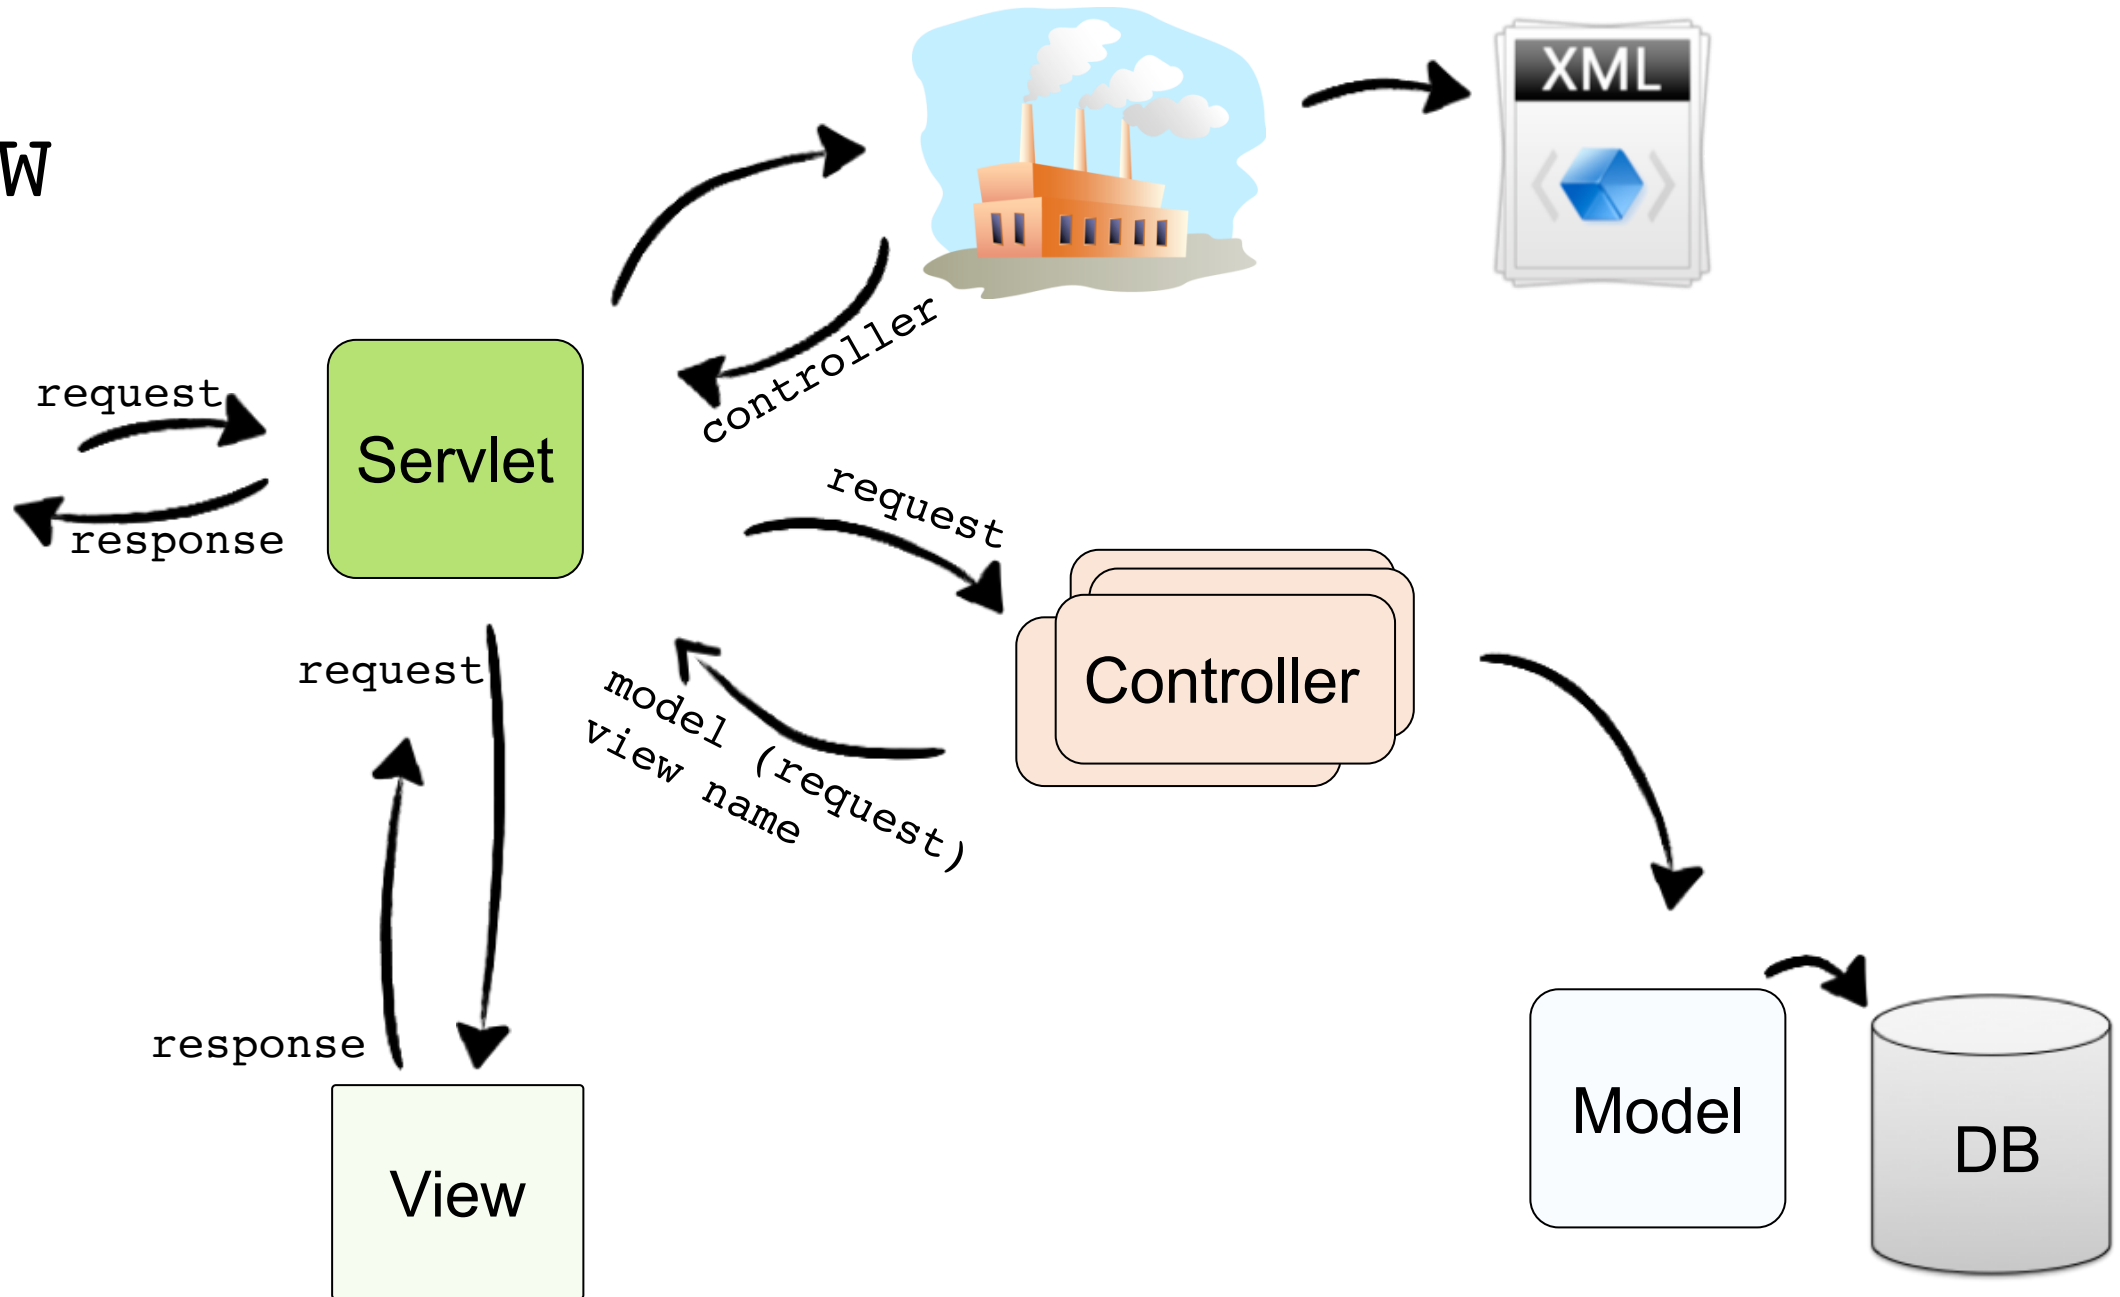 W
XML
controller
request
Servlet
response
request
Controller
request
model (request)
view name
response
View
Model
DB